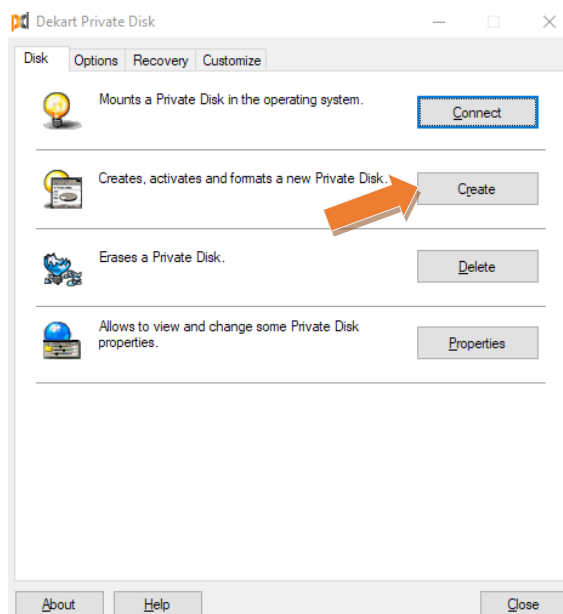 Dekart Private Disk
Disk Options Recovery Customize
Mounts a Private Disk in the operating system.
Connect
Creates, activates and formats a new Private Disk.
Create
Erases a Private Disk.
Delete
Allows to view and change some Private Disk
properties.
Properties
About Help Close